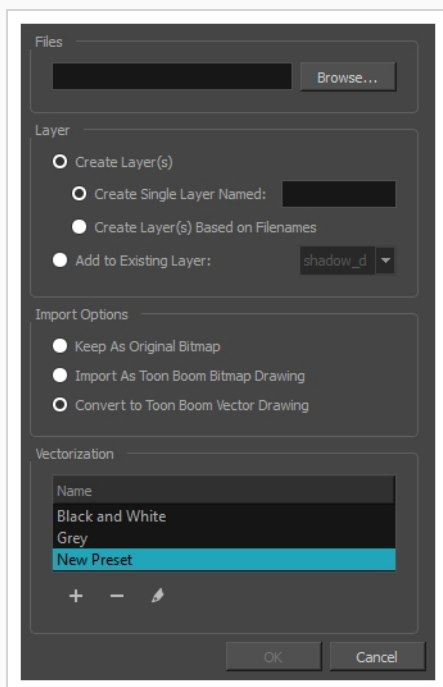 Files
Browse...
Layer
Create Layer(s)
Create Single Layer Named:
Create Layer(s) Based on Filenames
Add to Existing Layer:
shadow_d
Import Options
Keep As Original Bitmap
Import As Toon Boom Bitmap Drawing
Convert to Toon Boom Vector Drawing
Vectorization
Name
Black and White
Grey
New Preset
OK
Cancel